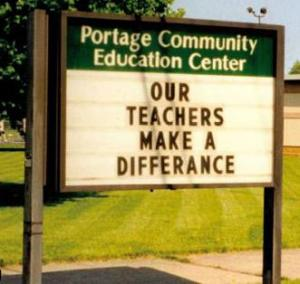 Portage Community
Education Center
OUR
TEACHERS
MAKE A
DIFFERANCE